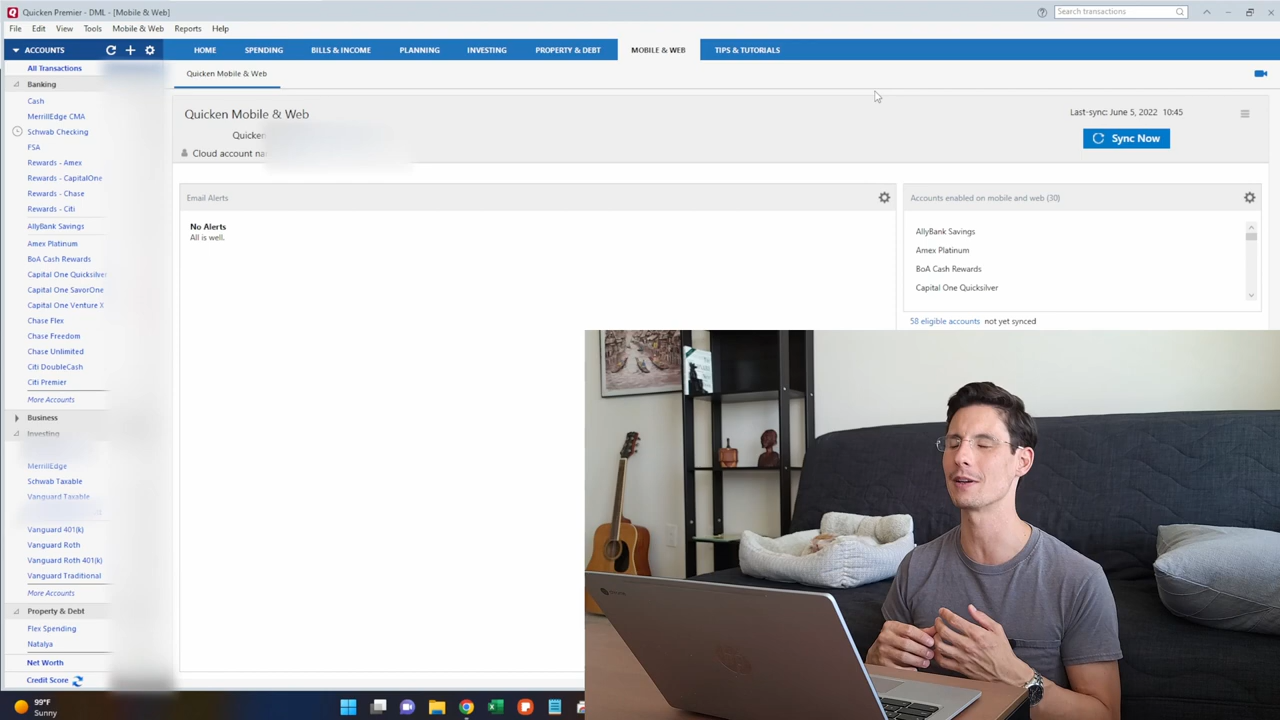 Quicken Premier - DML - [Mobile & Web]
Search transactions
File Edit View Tools Mobile & Web Reports Help
ACCOUNTS
HOME SPENDING BILLS & INCOME PLANNING INVESTING PROPERTY & DEBT MOBILE & WEB TIPS & TUTORIALS
All Transactions
Banking
Cash
MerrillEdge CMA
Schwab Checking
FSA
Rewards - Amex
Rewards - CapitalOne
Rewards - Chase
Rewards - Citi
AllyBank Savings
Amex Platinum
BoA Cash Rewards
Capital One Quicksilver
Capital One SavorOne
Capital One Venture X
Chase Flex
Chase Freedom
Chase Unlimited
Citi DoubleCash
Citi Premier
More Accounts
Business
Investing
MerrillEdge
Schwab Taxable
Vanguard Taxable
Vanguard 401(k)
Vanguard Roth
Vanguard Roth 401(k)
Vanguard Traditional
More Accounts
Property & Debt
Flex Spending
Natalya
Net Worth
Credit Score
Quicken Mobile & Web
Quicken Mobile & Web
Quicken
Cloud account
Last-sync: June 5, 2022 10:45
Sync Now
Email Alerts
No Alerts
All is well.
Accounts enabled on mobile and web (30)
AllyBank Savings
Amex Platinum
BoA Cash Rewards
Capital One Quicksilver
58 eligible accounts not yet synced
99°F
Sunny